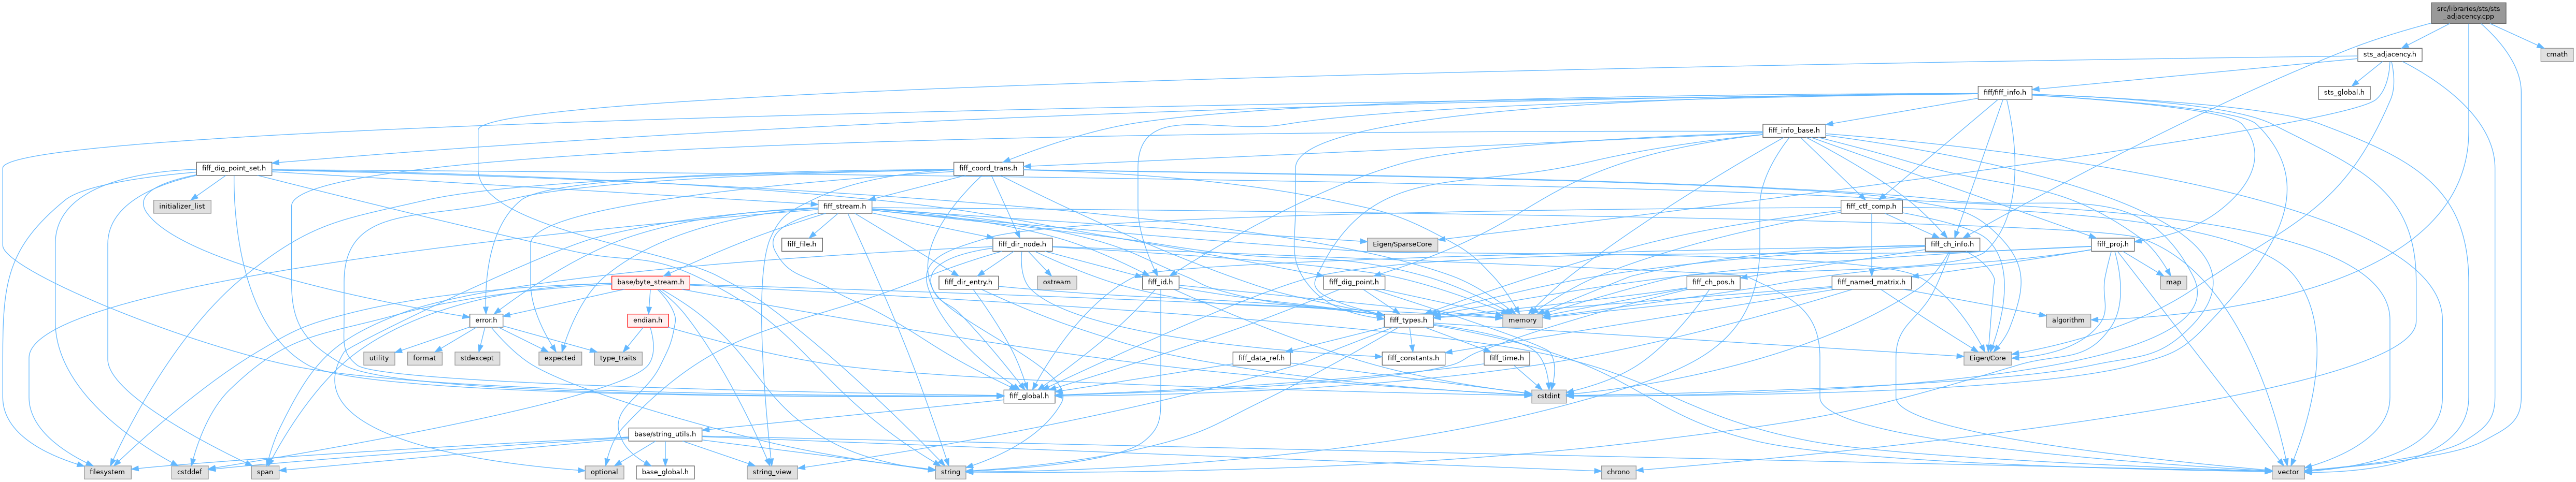 src/libraries/sts/sts
_adjacency.cpp
sts_adjacency.h
cmath
sts_global.h
fiff/fiff_info.h
fiff_info_base.h
fiff_dig_point_set.h
fiff_coord_trans.h
initializer_list
fiff_stream.h
fiff_ctf_comp.h
fiff_file.h
fiff_dir_node.h
Eigen/SparseCore
fiff_ch_info.h
fiff_proj.h
base/byte_stream.h
fiff_dir_entry.h
ostream
fiff_id.h
fiff_dig_point.h
fiff_ch_pos.h
fiff_named_matrix.h
map
error.h
endian.h
fiff_types.h
memory
algorithm
utility
format
stdexcept
expected
type_traits
fiff_data_ref.h
fiff_constants.h
fiff_time.h
Eigen/Core
fiff_global.h
cstdint
base/string_utils.h
filesystem
cstddef
span
optional
base_global.h
string_view
string
chrono
vector